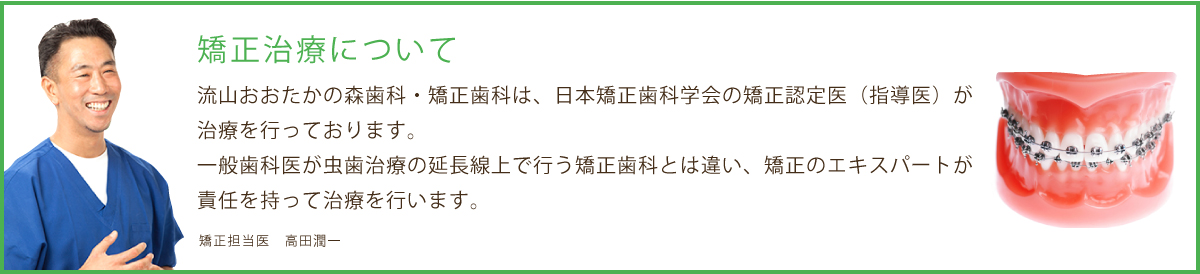 矯正治療について
流山おおたかの森歯科・矯正歯科は、日本矯正歯科学会の矯正認定医（指導医）が
治療を行っております。
一般歯科医が虫歯治療の延長線上で行う矯正歯科とは違い、矯正のエキスパートが
責任を持って治療を行います。
矯正担当医　高田潤一